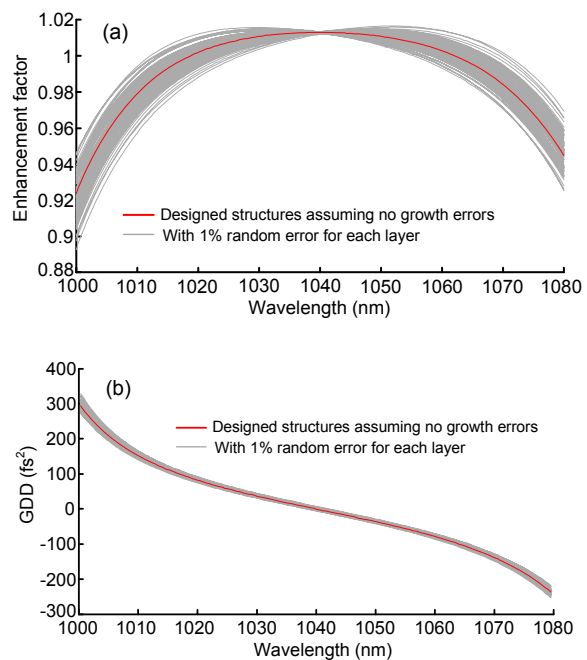 (a)
1.02
1
0.98
0.96
0.94
0.92
0.9
0.88
Enhancement factor
Designed structures assuming no growth errors
With 1% random error for each layer
1000 1010 1020 1030 1040 1050 1060 1070 1080
Wavelength (nm)
(b)
400
300
200
100
0
-100
-200
-300
GDD (fs²)
Designed structures assuming no growth errors
With 1% random error for each layer
1000 1010 1020 1030 1040 1050 1060 1070 1080
Wavelength (nm)